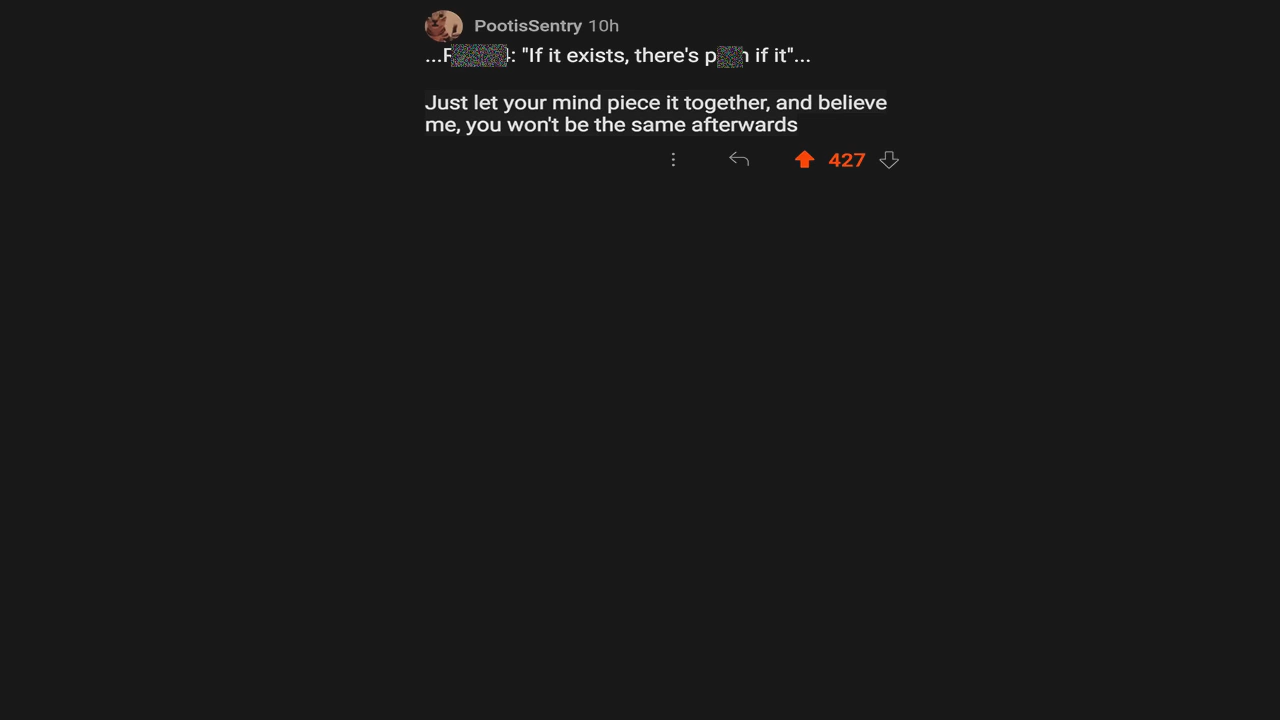 PootisSentry 10h
...F : "If it exists, there's p n if it"...
Just let your mind piece it together, and believe
me, you won't be the same afterwards
427